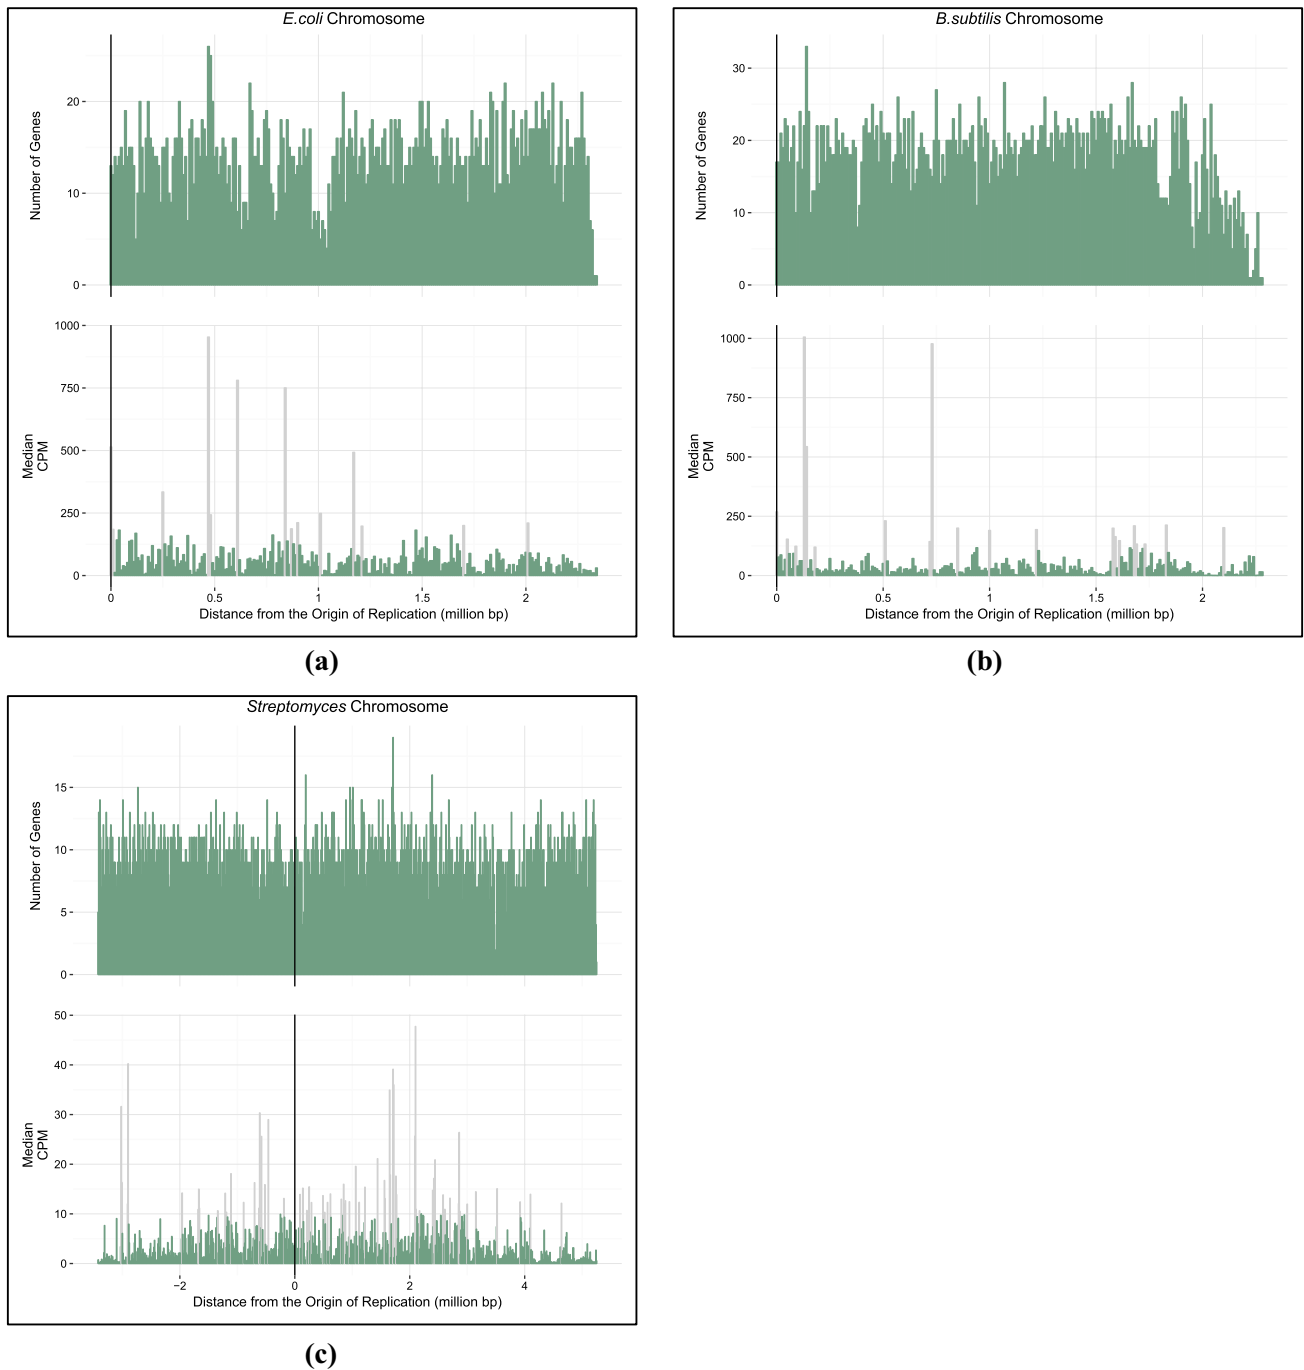 E.coli Chromosome
Number of Genes
20
10
0
Median
CPM
1000
750
500
250
0
0 0.5 1 1.5 2
Distance from the Origin of Replication (million bp)
(a)
B.subtilis Chromosome
Number of Genes
30
20
10
0
Median
CPM
1000
750
500
250
0
0 0.5 1 1.5 2
Distance from the Origin of Replication (million bp)
(b)
Streptomyces Chromosome
Number of Genes
15
10
5
0
Median
CPM
50
40
30
20
10
0
−2 0 2 4
Distance from the Origin of Replication (million bp)
(c)